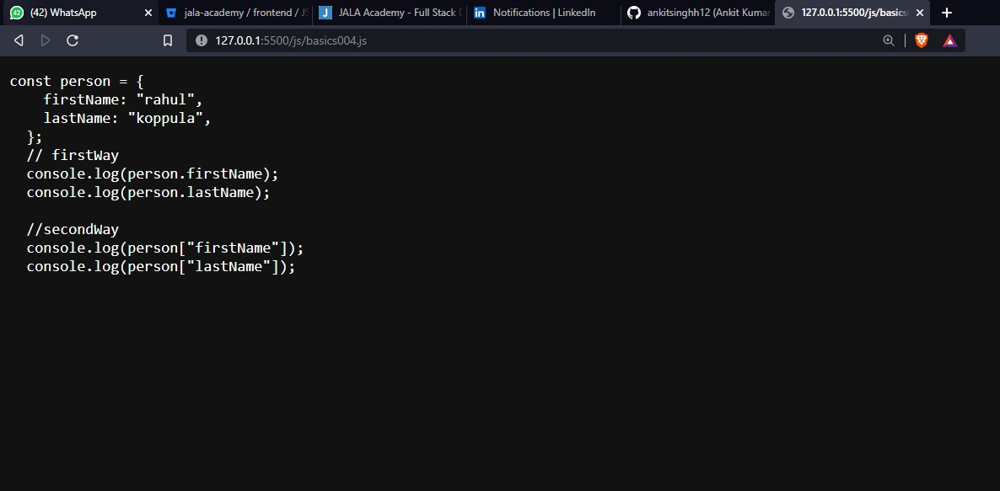 (42) WhatsApp
jala-academy / frontend / JS
JALA Academy - Full Stack D
Notifications | LinkedIn
ankitsinghh12 (Ankit Kumar
127.0.0.1:5500/js/basics
127.0.0.1:5500/js/basics004.js
const person = {
    firstName: "rahul",
    lastName: "koppula",
  };
  // firstWay
  console.log(person.firstName);
  console.log(person.lastName);

  //secondWay
  console.log(person["firstName"]);
  console.log(person["lastName"]);